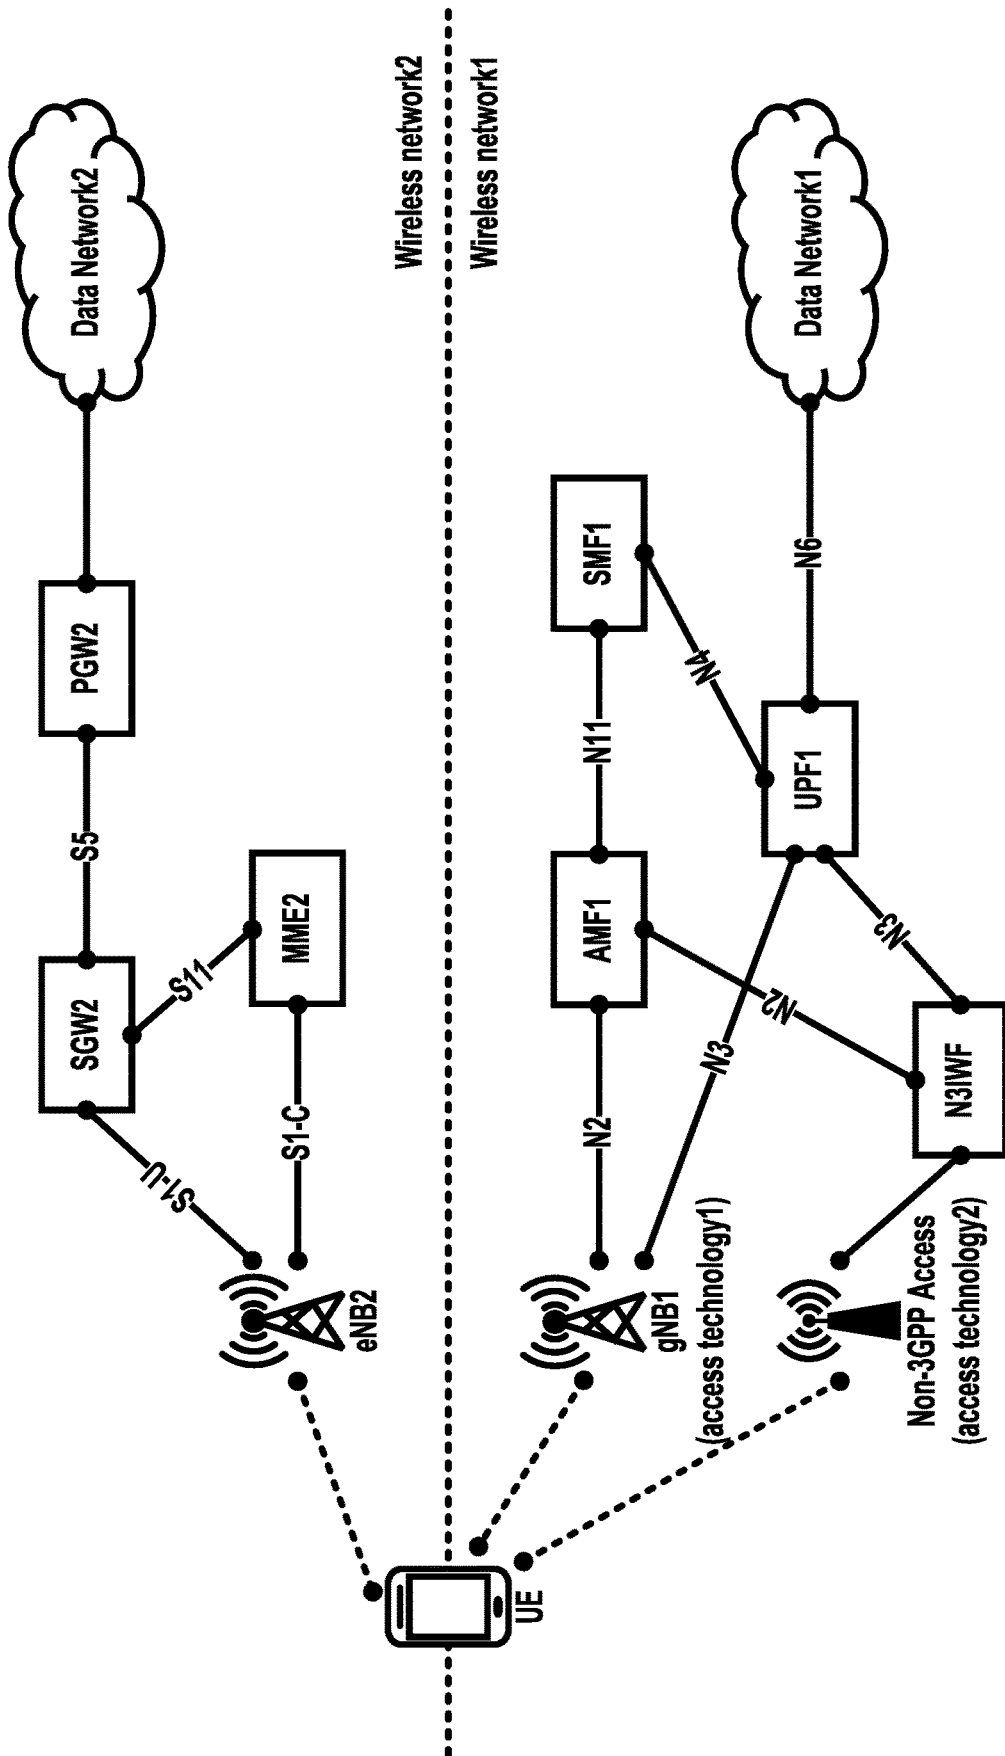 Data Network2
PGW2
S5
SGW2
S11
MME2
S1-U
S1-C
eNB2
Wireless network2
Wireless network1
UE
SMF1
N11
AMF1
N2
gNB1
(access technology1)
N4
N3
N2
UPF1
N6
Data Network1
N3
N3IWF
Non-3GPP Access
(access technology2)